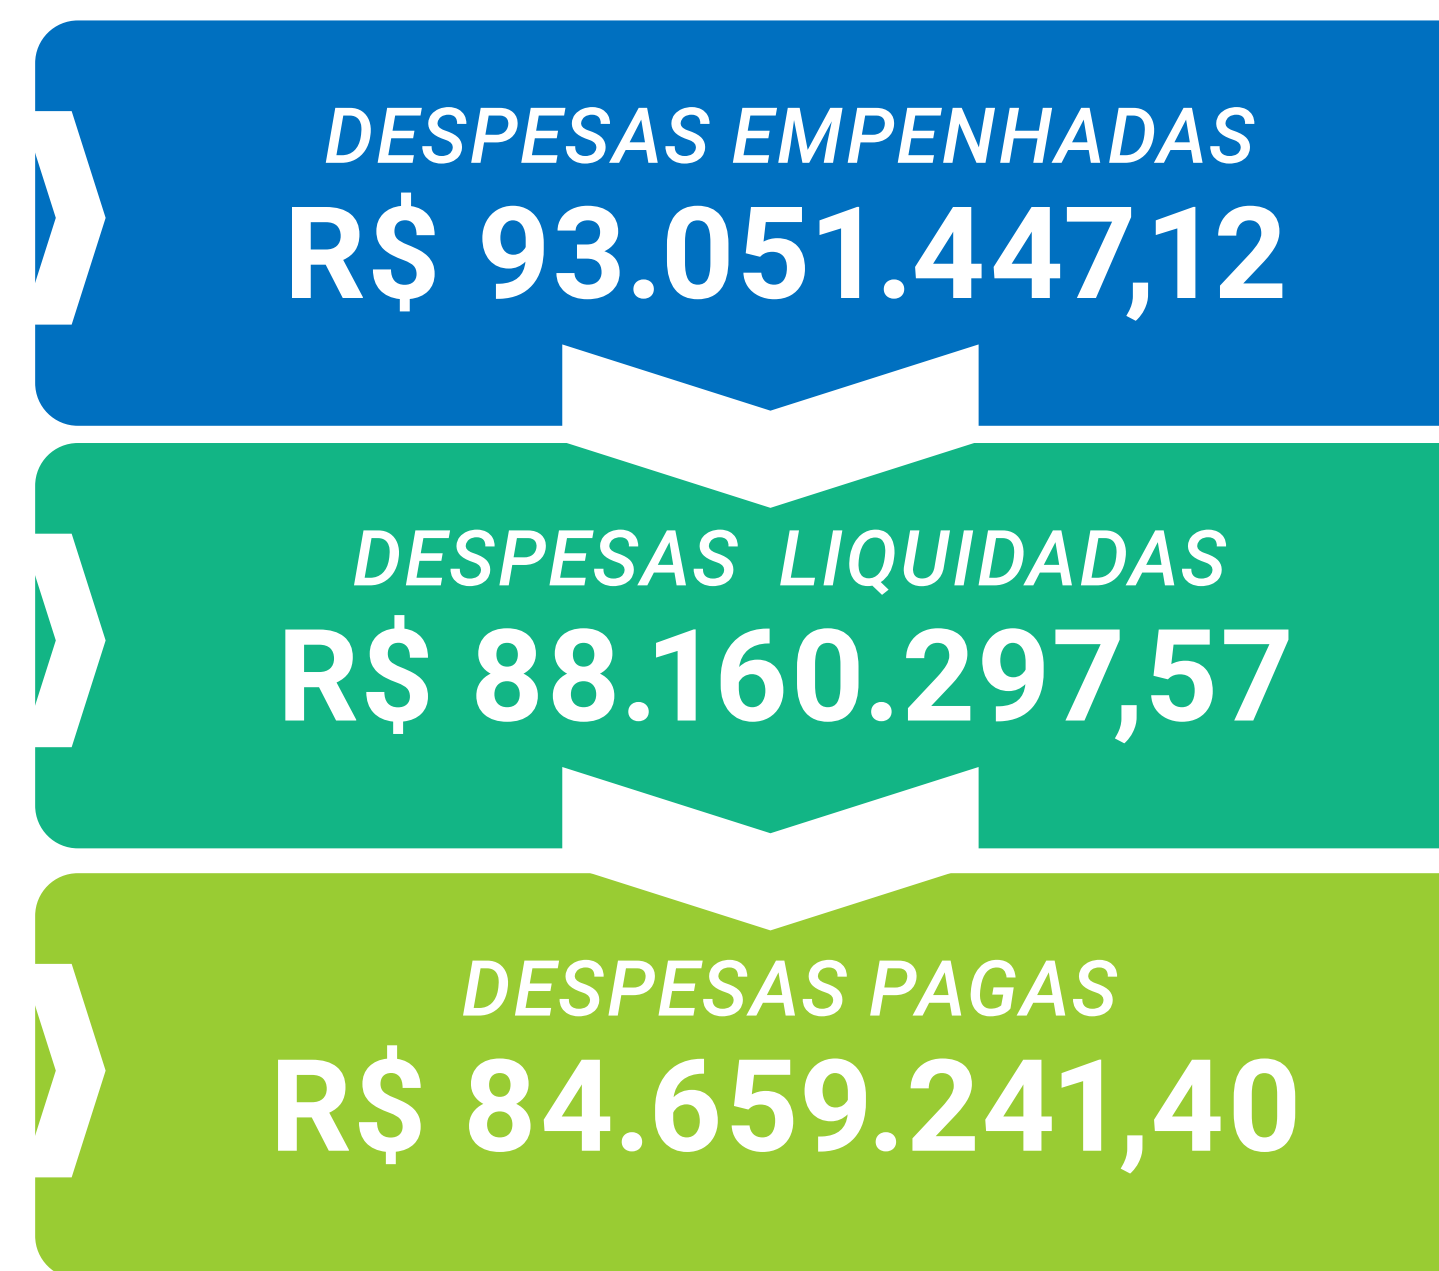 DESPESAS EMPENHADAS
R$ 93.051.447,12
DESPESAS LIQUIDADAS
R$ 88.160.297,57
DESPESAS PAGAS
R$ 84.659.241,40